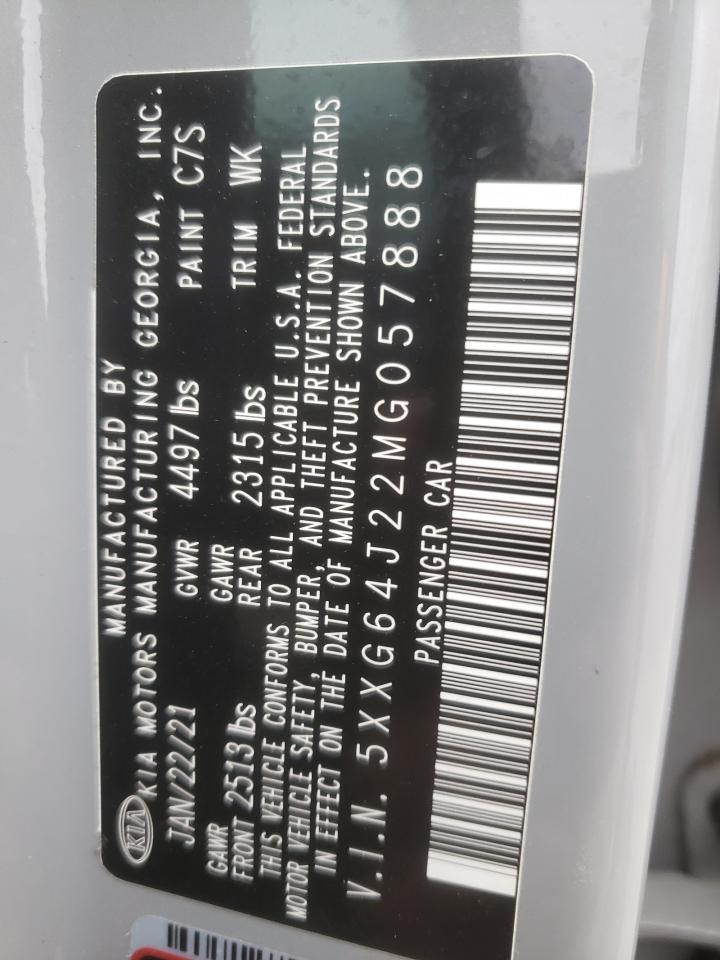 MANUFACTURED BY
KIA KIA MOTORS MANUFACTURING GEORGIA, INC.
JAN/22/21 GVWR 4497 lbs PAINT C7S
GAWR GAWR
FRONT 2513 lbs REAR 2315 lbs TRIM WK
THIS VEHICLE CONFORMS TO ALL APPLICABLE U.S.A. FEDERAL
MOTOR VEHICLE SAFETY, BUMPER, AND THEFT PREVENTION STANDARDS
IN EFFECT ON THE DATE OF MANUFACTURE SHOWN ABOVE.
V.I.N. 5XXG64J22MG057888
PASSENGER CAR